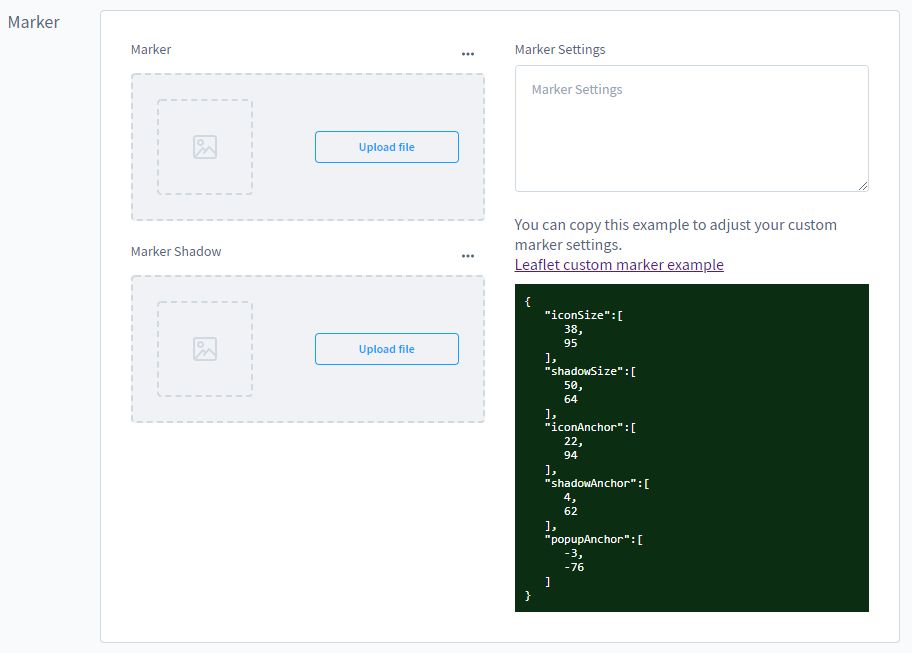 Marker
Marker
...
Upload file
Marker Shadow
...
Upload file
Marker Settings
Marker Settings
You can copy this example to adjust your custom
marker settings.
Leaflet custom marker example
{
"iconSize":[
38,
95
],
"shadowSize":[
50,
64
],
"iconAnchor":[
22,
94
],
"shadowAnchor":[
4,
62
],
"popupAnchor":[
-3,
-76
]
}